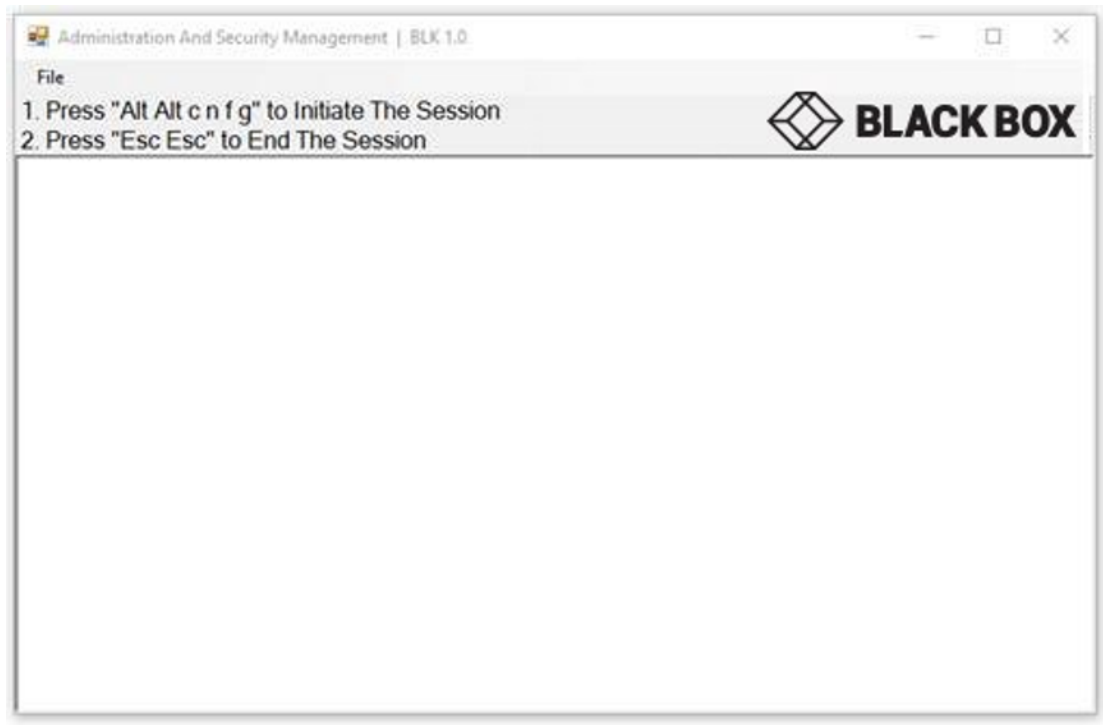 Administration And Security Management | BLK 1.0
File
1. Press "Alt Alt c n f g" to Initiate The Session
2. Press "Esc Esc" to End The Session
BLACK BOX